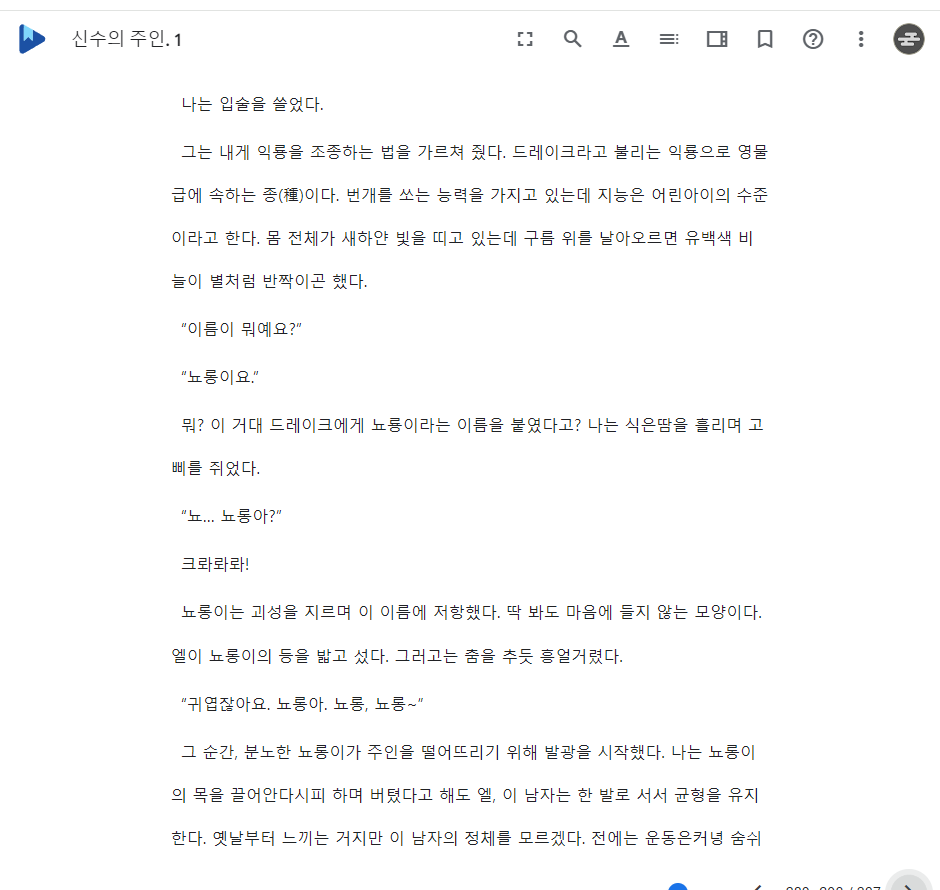 신수의 주인. 1
나는 입술을 쓸었다.
그는 내게 익룡을 조종하는 법을 가르쳐 줬다. 드레이크라고 불리는 익룡으로 영물
급에 속하는 종(種)이다. 번개를 쏘는 능력을 가지고 있는데 지능은 어린아이의 수준
이라고 한다. 몸 전체가 새하얀 빛을 띠고 있는데 구름 위를 날아오르면 유백색 비
늘이 별처럼 반짝이곤 했다.
“이름이 뭐예요?”
“뇨롱이요.”
뭐? 이 거대 드레이크에게 뇨룡이라는 이름을 붙였다고? 나는 식은땀을 흘리며 고
삐를 쥐었다.
“뇨... 뇨롱아?”
크롸롸롸!
뇨롱이는 괴성을 지르며 이 이름에 저항했다. 딱 봐도 마음에 들지 않는 모양이다.
엘이 뇨롱이의 등을 밟고 섰다. 그러고는 춤을 추듯 흥얼거렸다.
“귀엽잖아요. 뇨롱아. 뇨롱, 뇨롱~”
그 순간, 분노한 뇨롱이가 주인을 떨어뜨리기 위해 발광을 시작했다. 나는 뇨롱이
의 목을 끌어안다시피 하며 버텼다고 해도 엘, 이 남자는 한 발로 서서 균형을 유지
한다. 옛날부터 느끼는 거지만 이 남자의 정체를 모르겠다. 전에는 운동은커녕 숨쉬